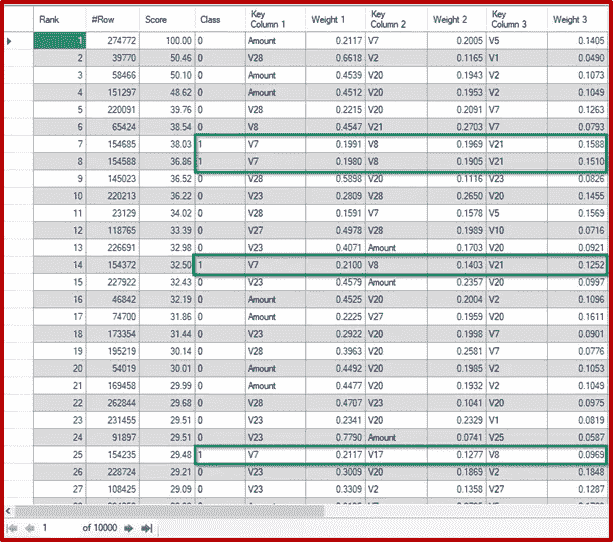 Rank #Row Score Class Key Column 1 Weight 1 Key Column 2 Weight 2 Key Column 3 Weight 3
1 274772 100.00 0 Amount 0.2117 V7 0.2005 V5 0.1405
2 39770 50.46 0 V28 0.6618 V2 0.1165 V1 0.0490
3 58466 50.10 0 Amount 0.4539 V20 0.1943 V2 0.1073
4 151297 48.62 0 Amount 0.4512 V20 0.1953 V2 0.1049
5 220091 39.76 0 V28 0.2215 V20 0.2091 V7 0.1263
6 65424 38.54 0 V8 0.4547 V21 0.2703 V7 0.0793
7 154685 38.03 1 V7 0.1991 V8 0.1969 V21 0.1588
8 154588 36.86 1 V7 0.1980 V8 0.1905 V21 0.1510
9 145023 36.52 0 V28 0.5898 V20 0.1116 V23 0.0826
10 220213 36.22 0 V23 0.2809 V28 0.2650 V20 0.1455
11 23129 34.02 0 V28 0.1591 V7 0.1578 V5 0.1569
12 118765 33.39 0 V27 0.4978 V28 0.1989 V10 0.0716
13 226691 32.98 0 V23 0.4071 Amount 0.1703 V20 0.0921
14 154372 32.50 1 V7 0.2100 V8 0.1403 V21 0.1252
15 227922 32.43 0 V23 0.4579 Amount 0.2357 V20 0.0997
16 46842 32.19 0 Amount 0.4525 V20 0.2004 V2 0.1096
17 74700 31.86 0 Amount 0.2225 V27 0.1959 V20 0.1611
18 173354 31.44 0 V23 0.2922 V20 0.1998 V7 0.0901
19 195219 30.14 0 V28 0.3963 V20 0.2581 V7 0.0776
20 54019 30.01 0 Amount 0.4492 V20 0.1985 V2 0.1053
21 169458 29.99 0 Amount 0.4477 V20 0.1932 V2 0.1049
22 262844 29.68 0 V28 0.4707 V23 0.1041 V20 0.0975
23 231455 29.51 0 V23 0.2341 V20 0.2329 V1 0.0819
24 91897 29.51 0 V23 0.7790 Amount 0.0741 V25 0.0587
25 154235 29.48 1 V7 0.2117 V17 0.1277 V8 0.0969
26 228724 29.21 0 V23 0.3009 V20 0.1869 V2 0.1848
27 108425 29.09 0 V23 0.3309 V2 0.1358 V27 0.1287
1 of 10000